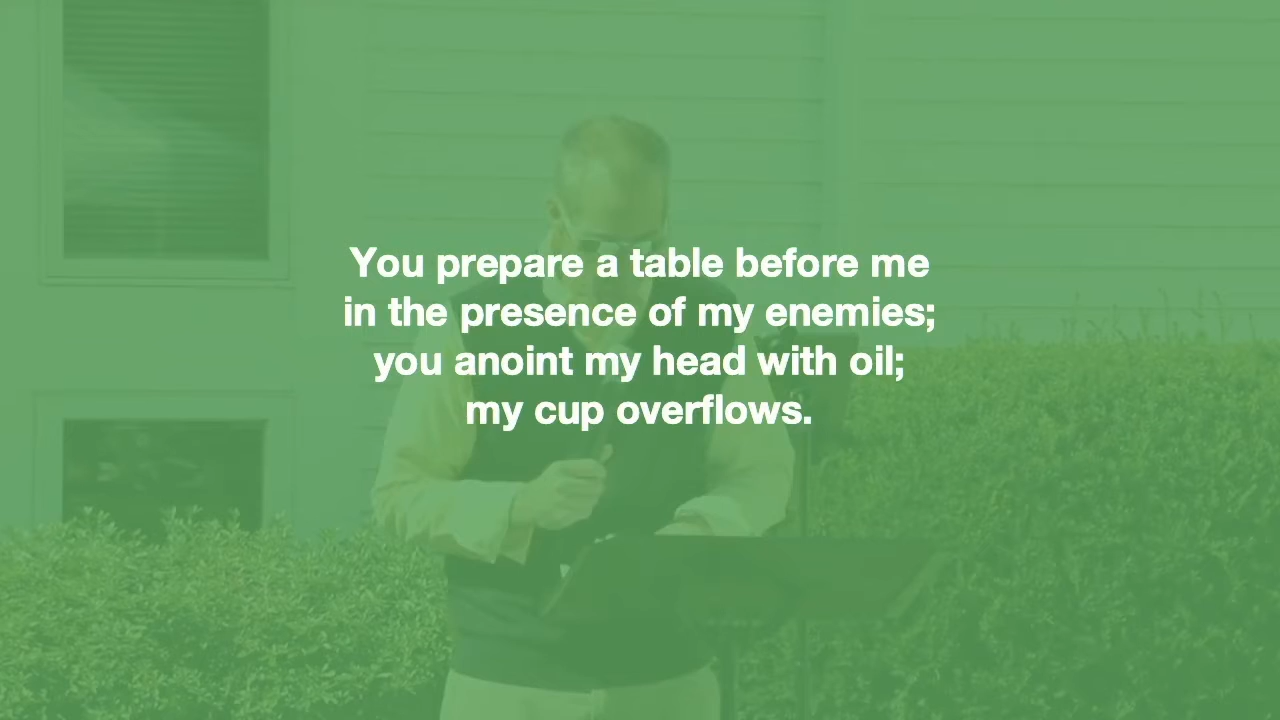 You prepare a table before me
in the presence of my enemies;
you anoint my head with oil;
my cup overflows.